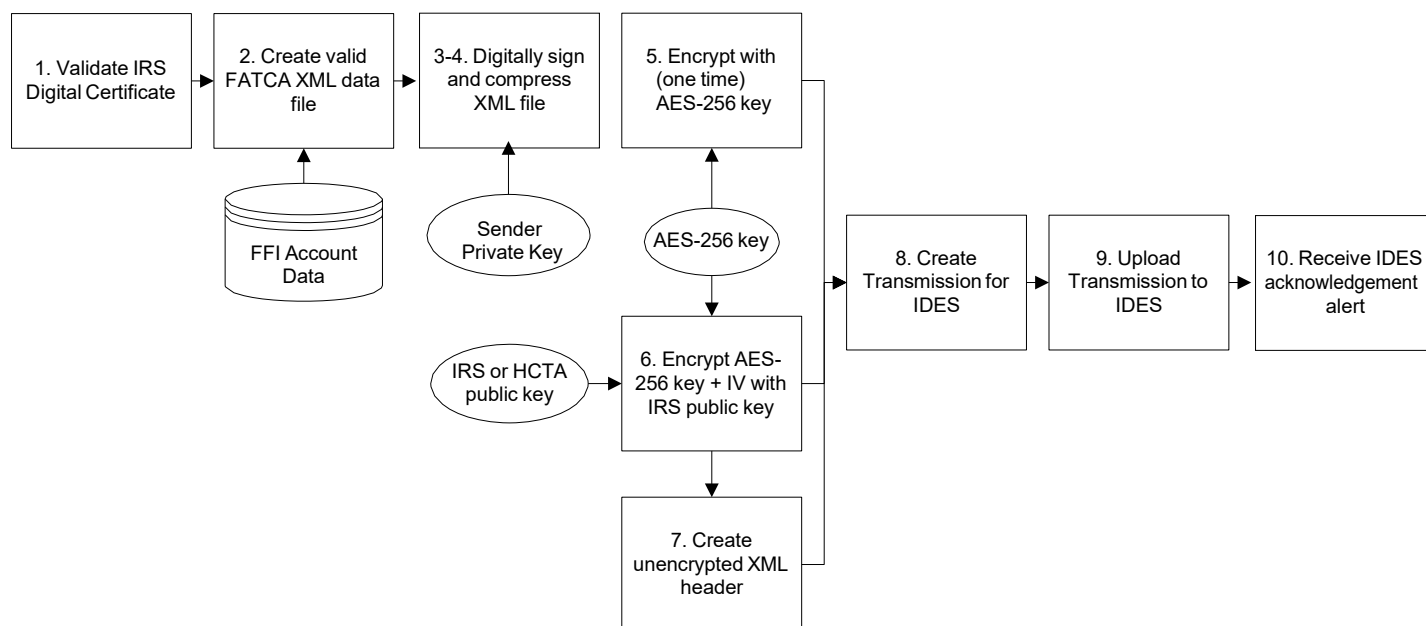 1. Validate IRS
Digital Certificate
2. Create valid
FATCA XML data
file
3-4. Digitally sign
and compress
XML file
5. Encrypt with
(one time)
AES-256 key
FFI Account
Data
Sender
Private Key
AES-256 key
IRS or HCTA
public key
6. Encrypt AES-
256 key + IV with
IRS public key
7. Create
unencrypted XML
header
8. Create
Transmission for
IDES
9. Upload
Transmission to
IDES
10. Receive IDES
acknowledgement
alert